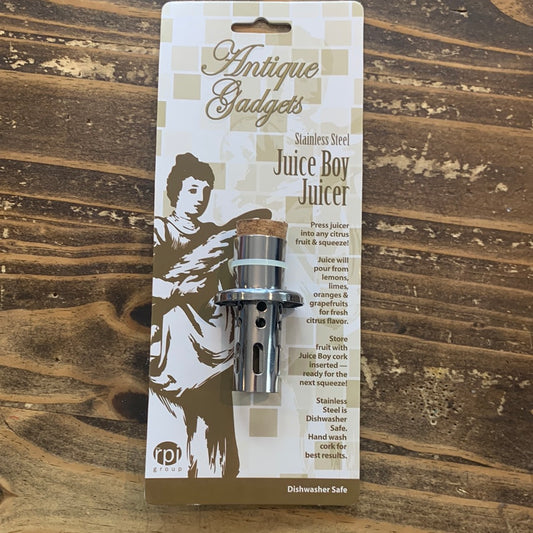 Antique
Gadgets
Stainless Steel
Juice Boy
Juicer
Press juicer
into any citrus
fruit & squeeze!
Juice will
pour from
lemons,
limes,
oranges &
grapefruits
for fresh
citrus flavor.
Store
fruit with
Juice Boy cork
inserted —
ready for the
next squeeze!
Stainless
Steel is
Dishwasher
Safe.
Hand wash
cork for
best results.
rpi
group
Dishwasher Safe